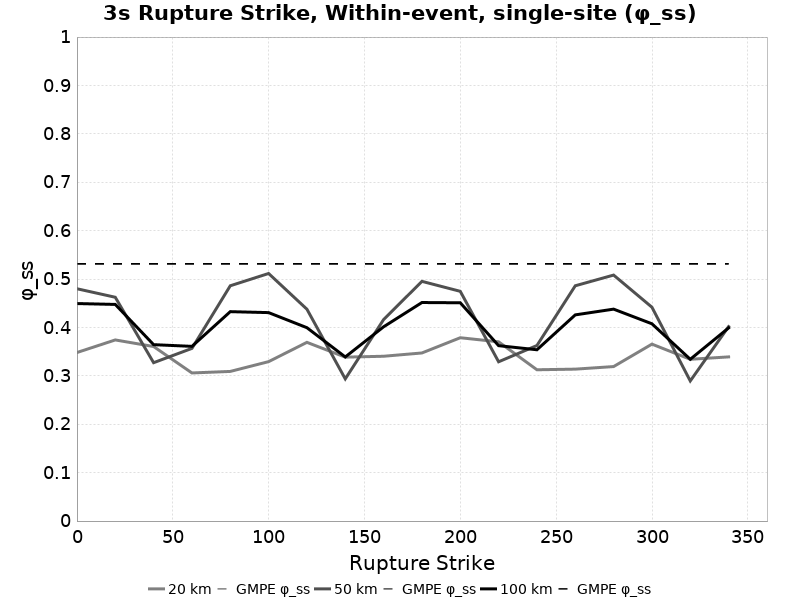 3s Rupture Strike, Within-event, single-site (φ_ss)
1
0.9
0.8
0.7
0.6
0.5
0.4
0.3
0.2
0.1
0
φ_ss
0 50 100 150 200 250 300 350
Rupture Strike
20 km GMPE φ_ss 50 km GMPE φ_ss 100 km GMPE φ_ss